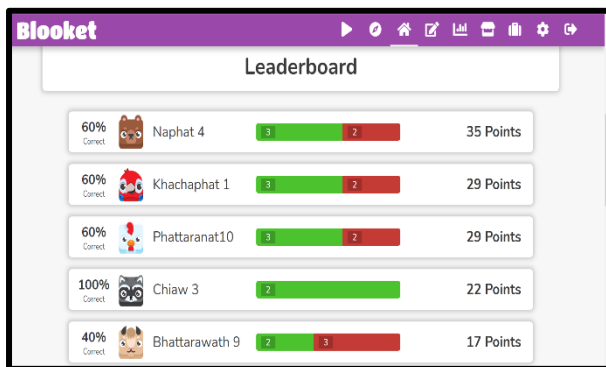 Blooket
Leaderboard
60% Correct Naphat 4 3 2 35 Points
60% Correct Khachaphat 1 3 2 29 Points
60% Correct Phattaranat10 3 2 29 Points
100% Correct Chiaw 3 2 22 Points
40% Correct Bhattarawath 9 2 3 17 Points